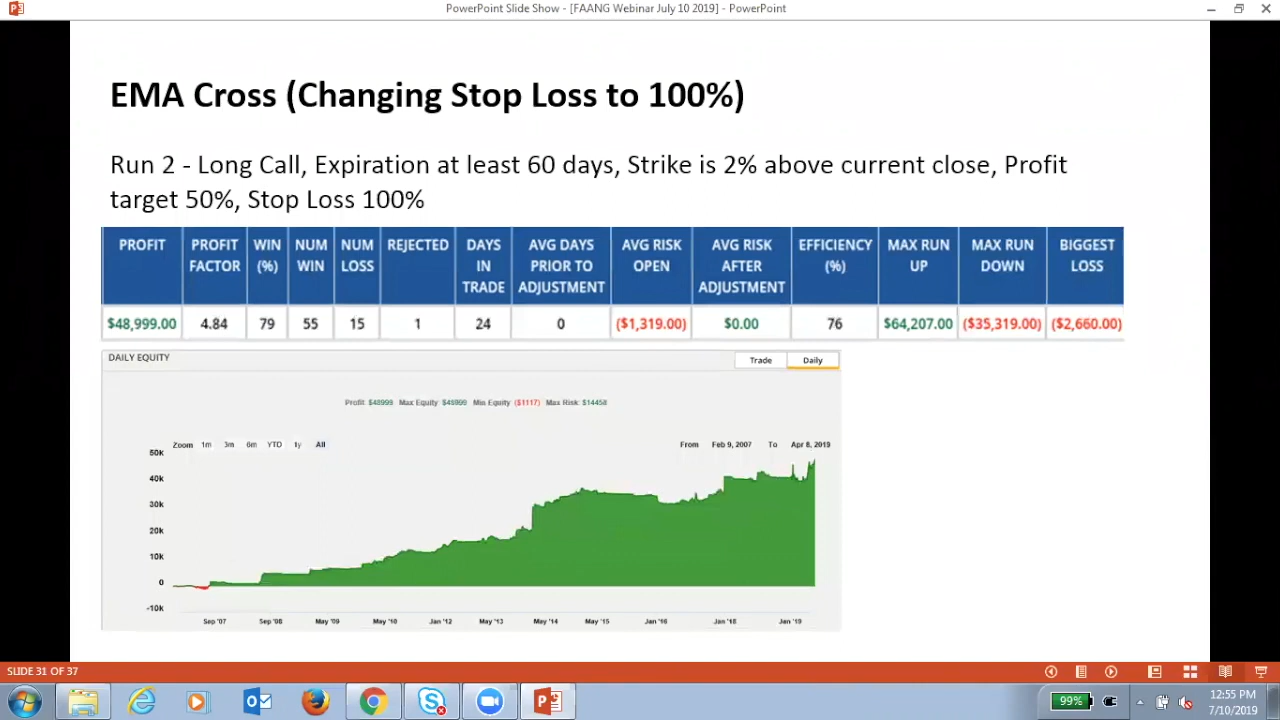 PowerPoint Slide Show - [FAANG Webinar July 10 2019] - PowerPoint
EMA Cross (Changing Stop Loss to 100%)
Run 2 - Long Call, Expiration at least 60 days, Strike is 2% above current close, Profit
target 50%, Stop Loss 100%
PROFIT PROFIT FACTOR WIN (%) NUM WIN NUM LOSS REJECTED DAYS IN TRADE AVG DAYS PRIOR TO ADJUSTMENT AVG RISK OPEN AVG RISK AFTER ADJUSTMENT EFFICIENCY (%) MAX RUN UP MAX RUN DOWN BIGGEST LOSS
$48,999.00 4.84 79 55 15 1 24 0 ($1,319.00) $0.00 76 $64,207.00 ($35,319.00) ($2,660.00)
DAILY EQUITY Trade Daily
Profit: $48998 Max Equity: $48999 Min Equity: ($1117) Max Risk: $14458
Zoom 1m 3m 6m YTD 1y All From Feb 9, 2007 To Apr 8, 2019
50k
40k
30k
20k
10k
0
-10k
Sep '07 Sep '08 May '09 May '10 Jan '12 May '13 May '14 May '15 Jan '16 Jan '18 Jan '19
SLIDE 31 OF 37
99% 12:55 PM
7/10/2019